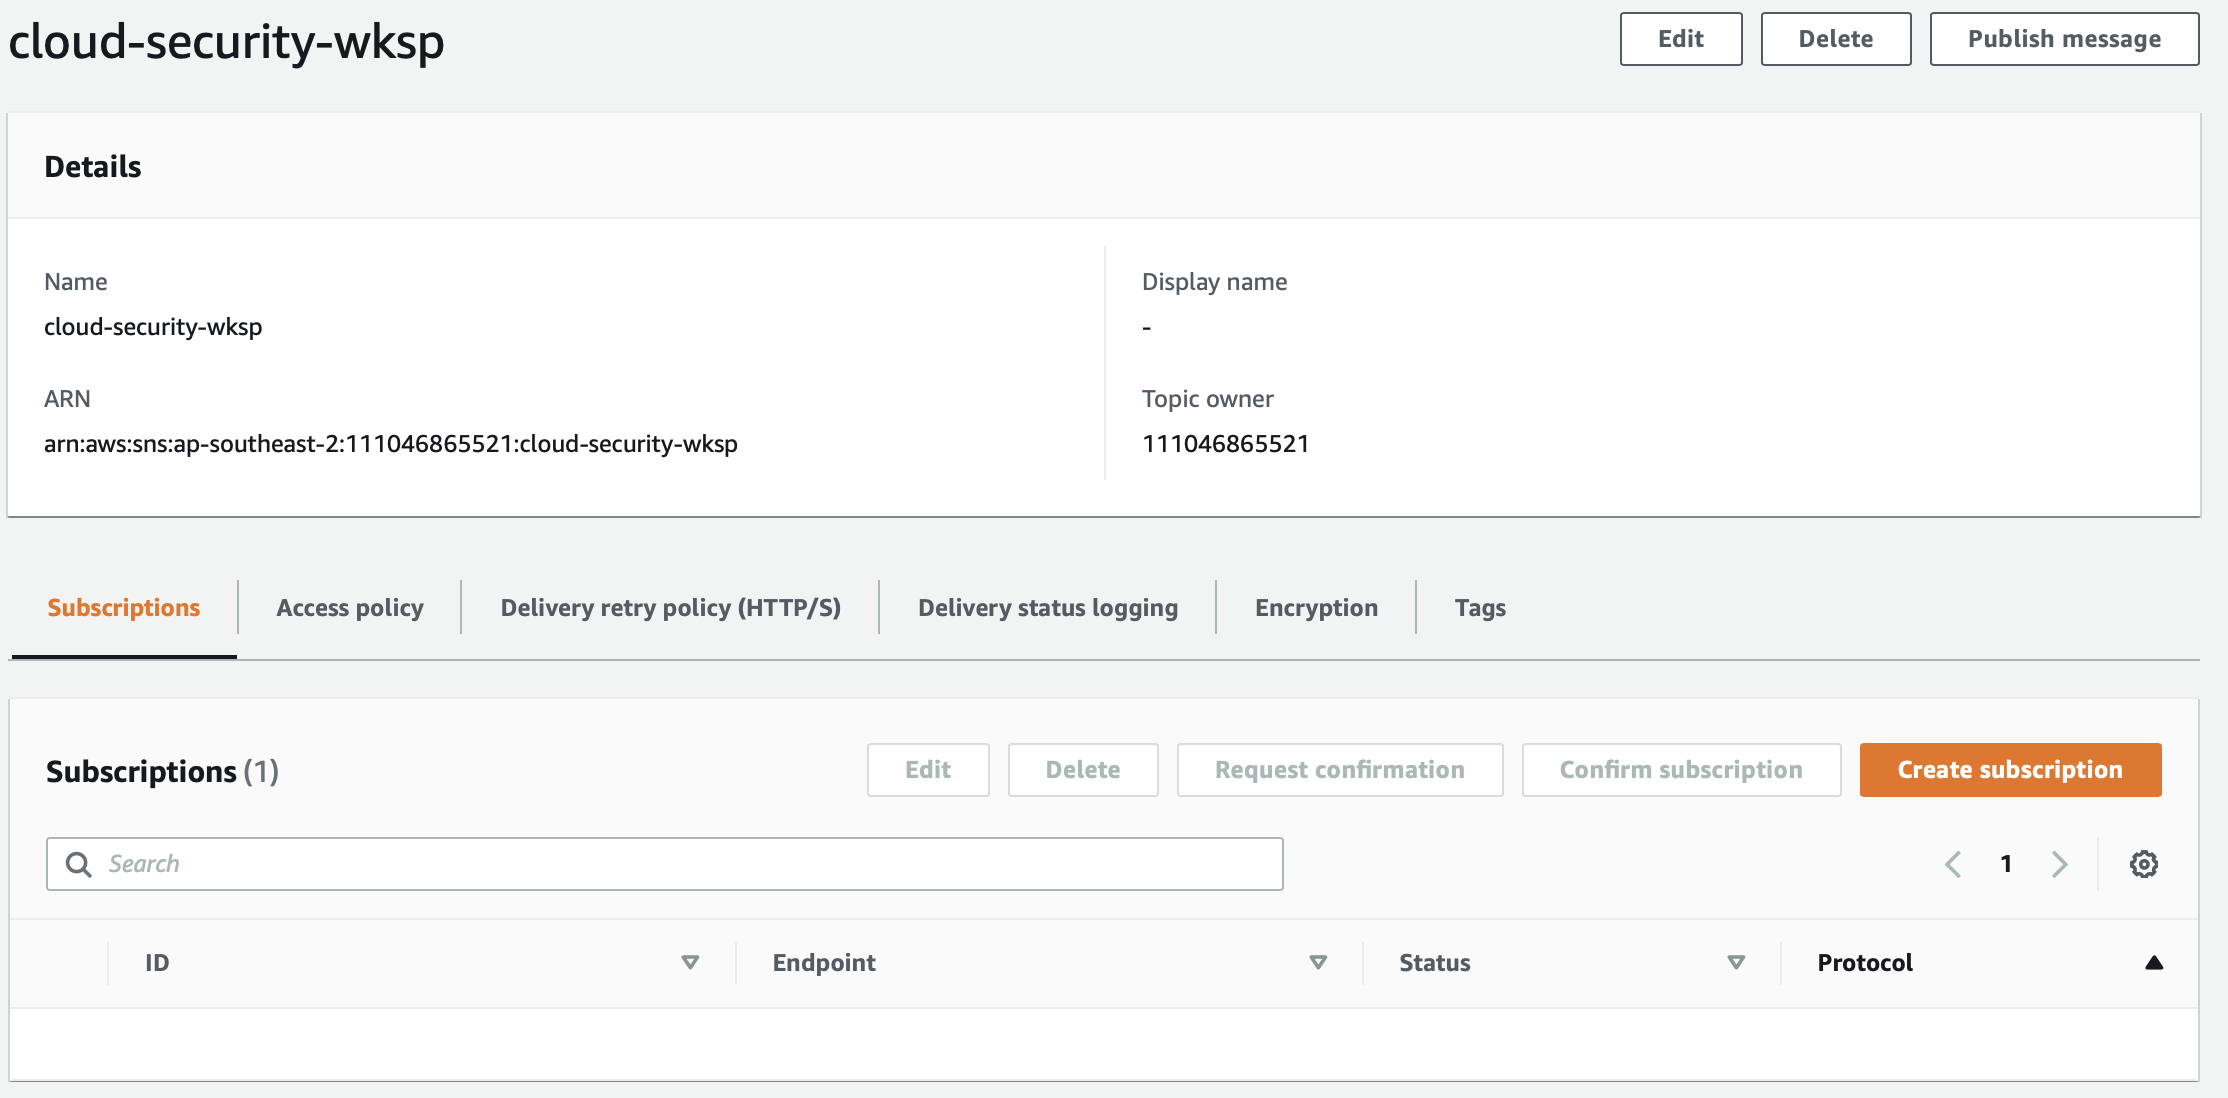 cloud-security-wksp
Edit
Delete
Publish message
Details
Name
cloud-security-wksp
Display name
-
ARN
arn:aws:sns:ap-southeast-2:111046865521:cloud-security-wksp
Topic owner
111046865521
Subscriptions
Access policy
Delivery retry policy (HTTP/S)
Delivery status logging
Encryption
Tags
Subscriptions (1)
Edit
Delete
Request confirmation
Confirm subscription
Create subscription
Search
1
ID
Endpoint
Status
Protocol